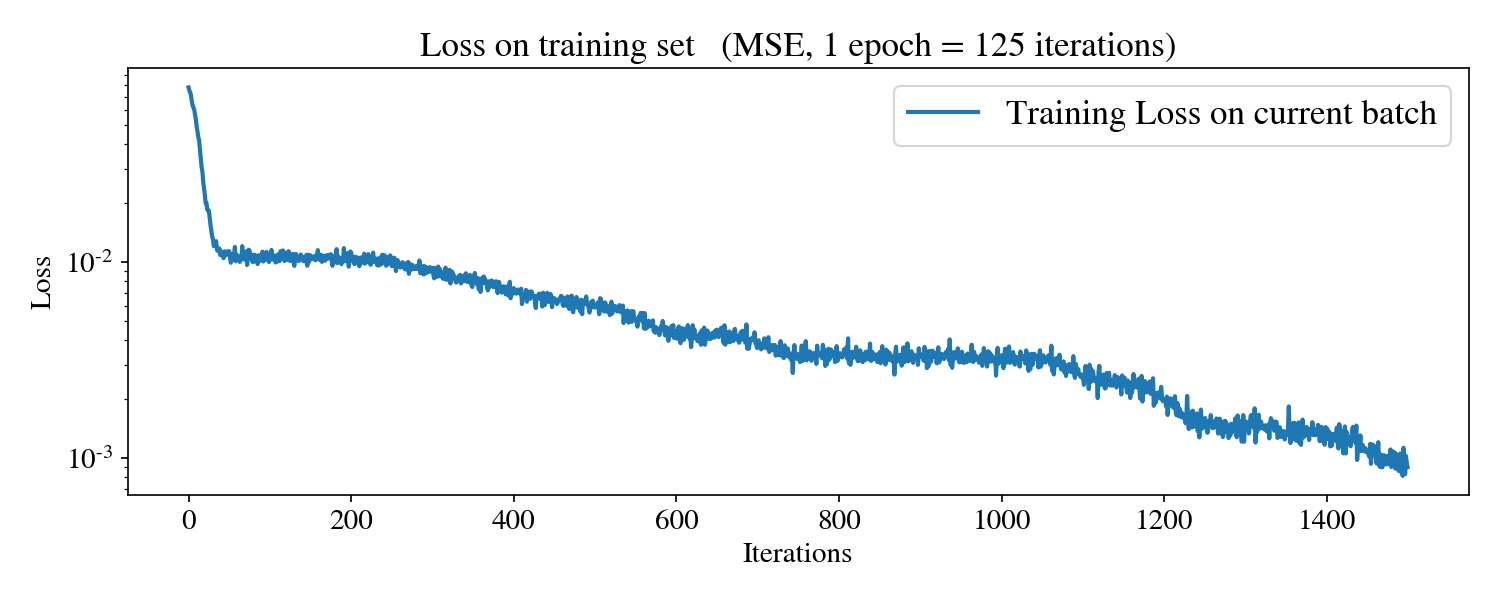 Loss on training set (MSE, 1 epoch = 125 iterations)
Training Loss on current batch
Loss
10⁻²
10⁻³
0 200 400 600 800 1000 1200 1400
Iterations